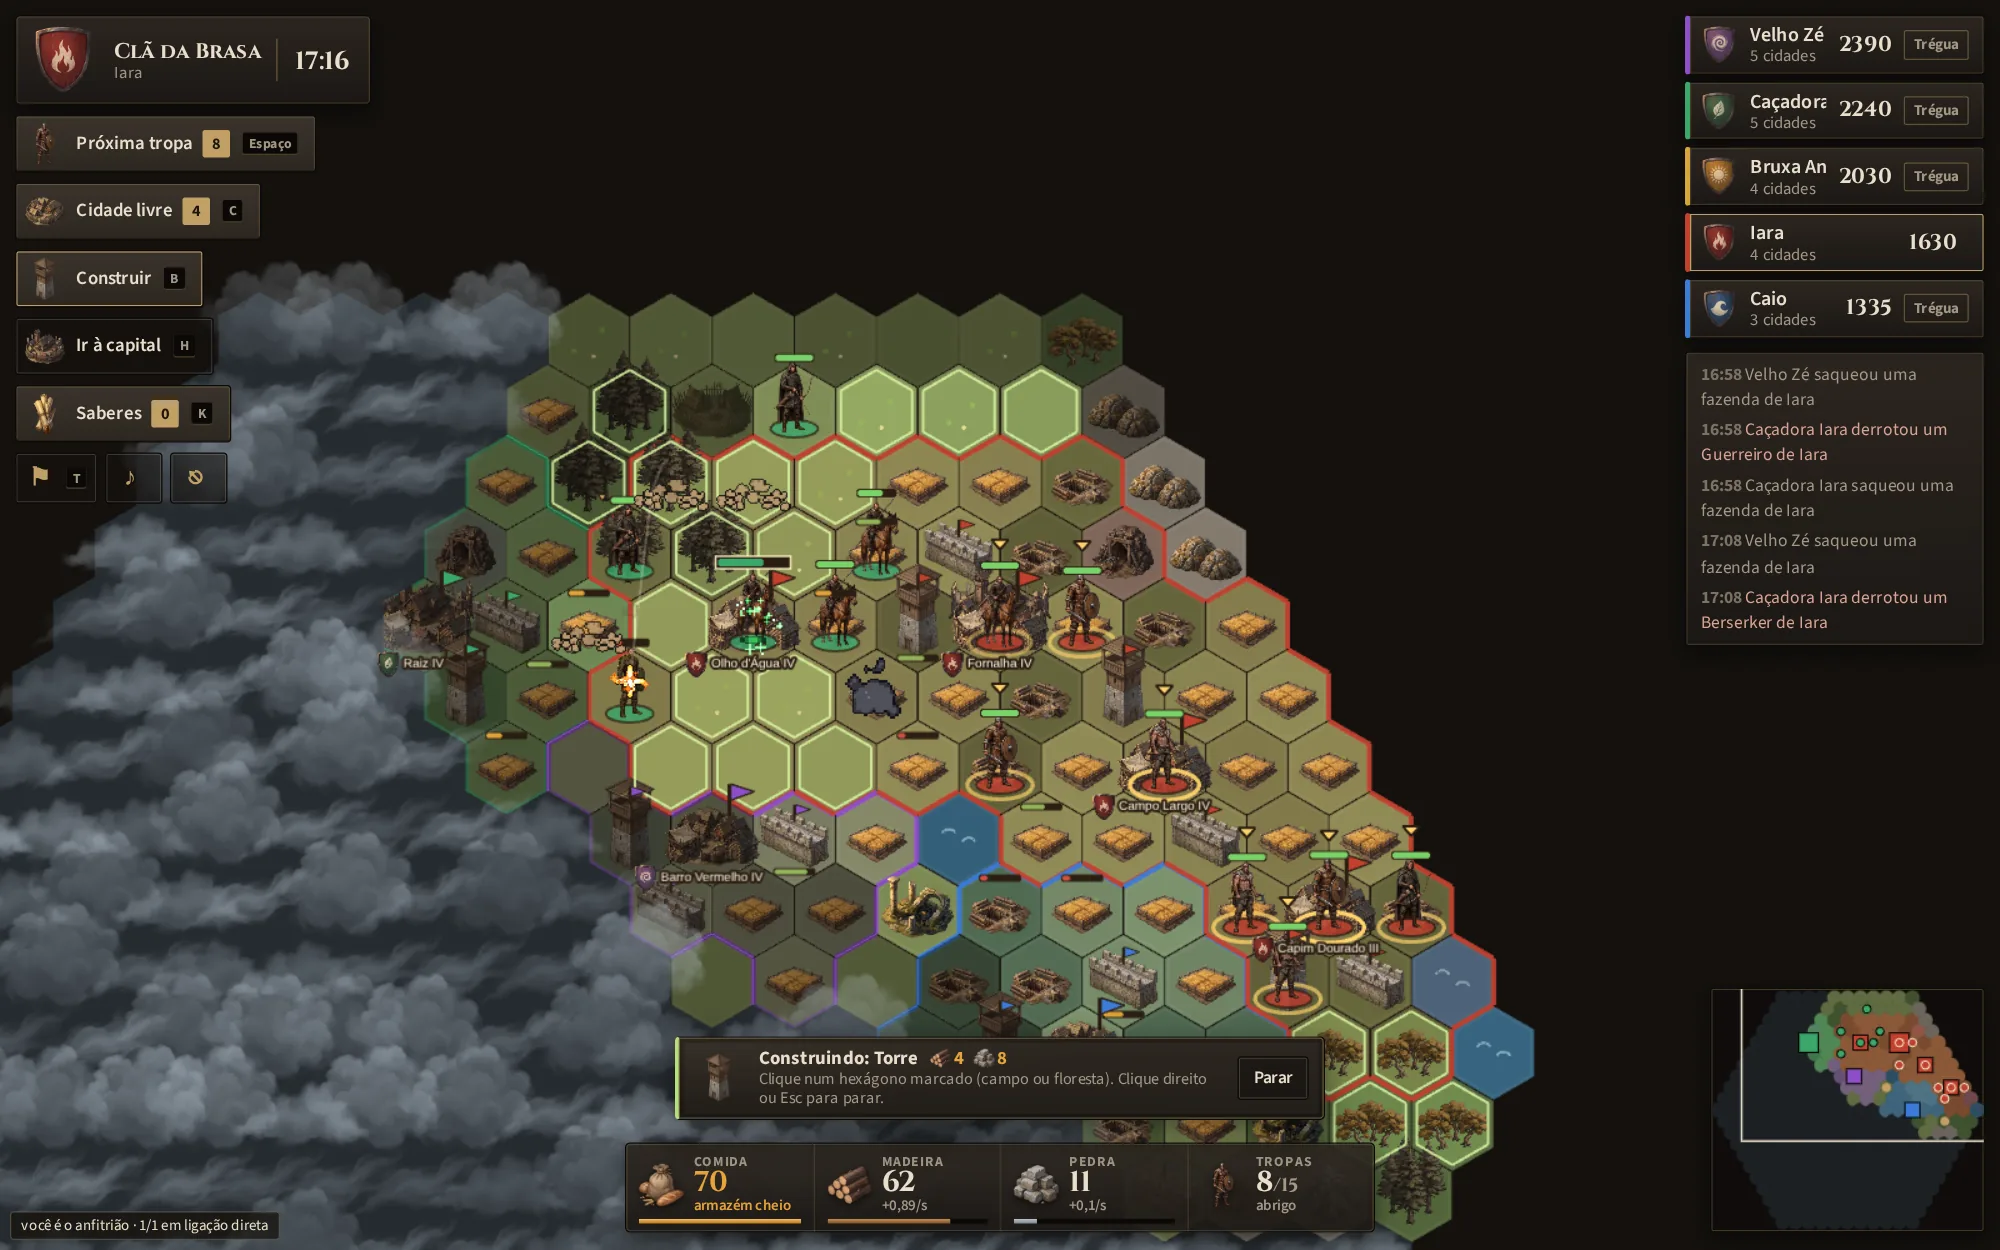 Clã da Brasa
Iara
17:16
Próxima tropa 8 Espaço
Cidade livre 4 C
Construir B
Ir à capital H
Saberes 0 K
T
Velho Zé
5 cidades
2390
Trégua
Caçadora
5 cidades
2240
Trégua
Bruxa An
4 cidades
2030
Trégua
Iara
4 cidades
1630
Caio
3 cidades
1335
Trégua
16:58 Velho Zé saqueou uma
fazenda de Iara
16:58 Caçadora Iara derrotou um
Guerreiro de Iara
16:58 Caçadora Iara saqueou uma
fazenda de Iara
17:08 Velho Zé saqueou uma
fazenda de Iara
17:08 Caçadora Iara derrotou um
Berserker de Iara
Raiz IV
Olho d'Água IV
Fornalha IV
Campo Largo IV
Barro Vermelho IV
Capim Dourado III
Construindo: Torre 4 8
Clique num hexágono marcado (campo ou floresta). Clique direito
ou Esc para parar.
Parar
COMIDA
70
armazém cheio
MADEIRA
62
+0,89/s
PEDRA
11
+0,1/s
TROPAS
8/15
abrigo
você é o anfitrião · 1/1 em ligação direta